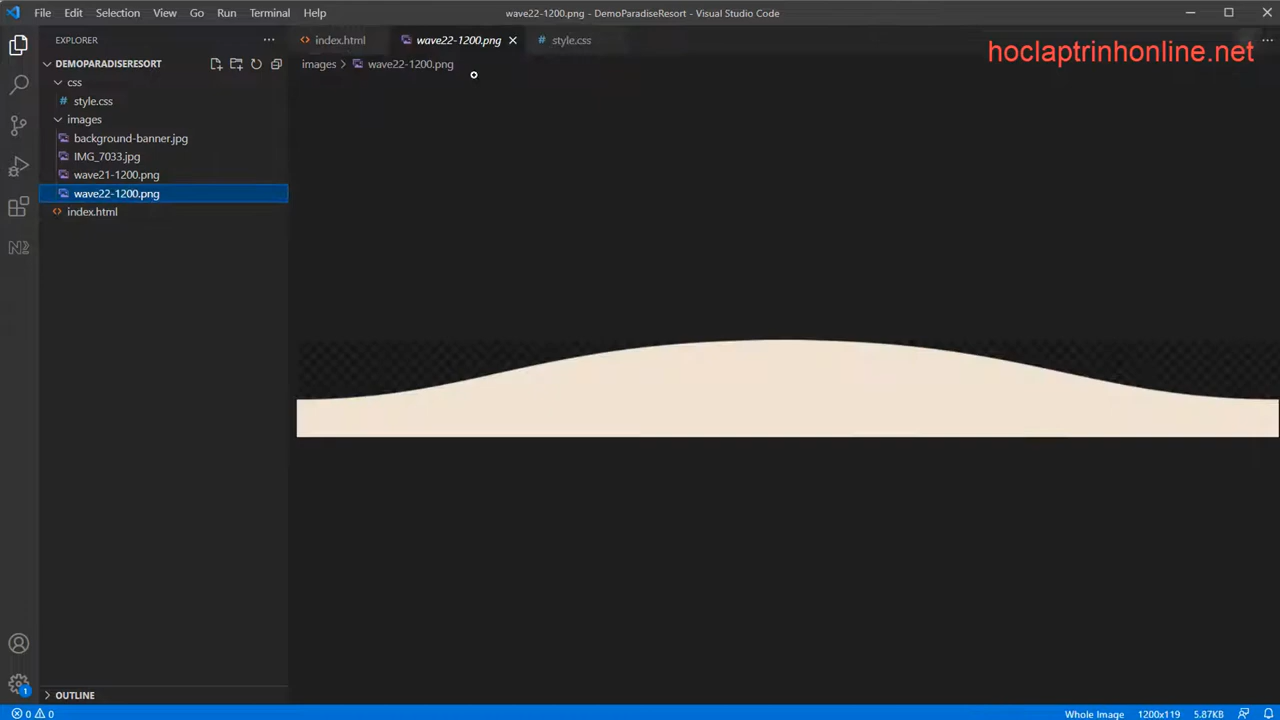 File Edit Selection View Go Run Terminal Help
wave22-1200.png - DemoParadiseResort - Visual Studio Code
hoclaptrinhonline.net
EXPLORER
index.html
wave22-1200.png
style.css
DEMOPARADISERESORT
images
wave22-1200.png
css
style.css
images
background-banner.jpg
IMG_7033.jpg
wave21-1200.png
wave22-1200.png
index.html
1
OUTLINE
0 0
Whole Image 1200x119 5.87KB